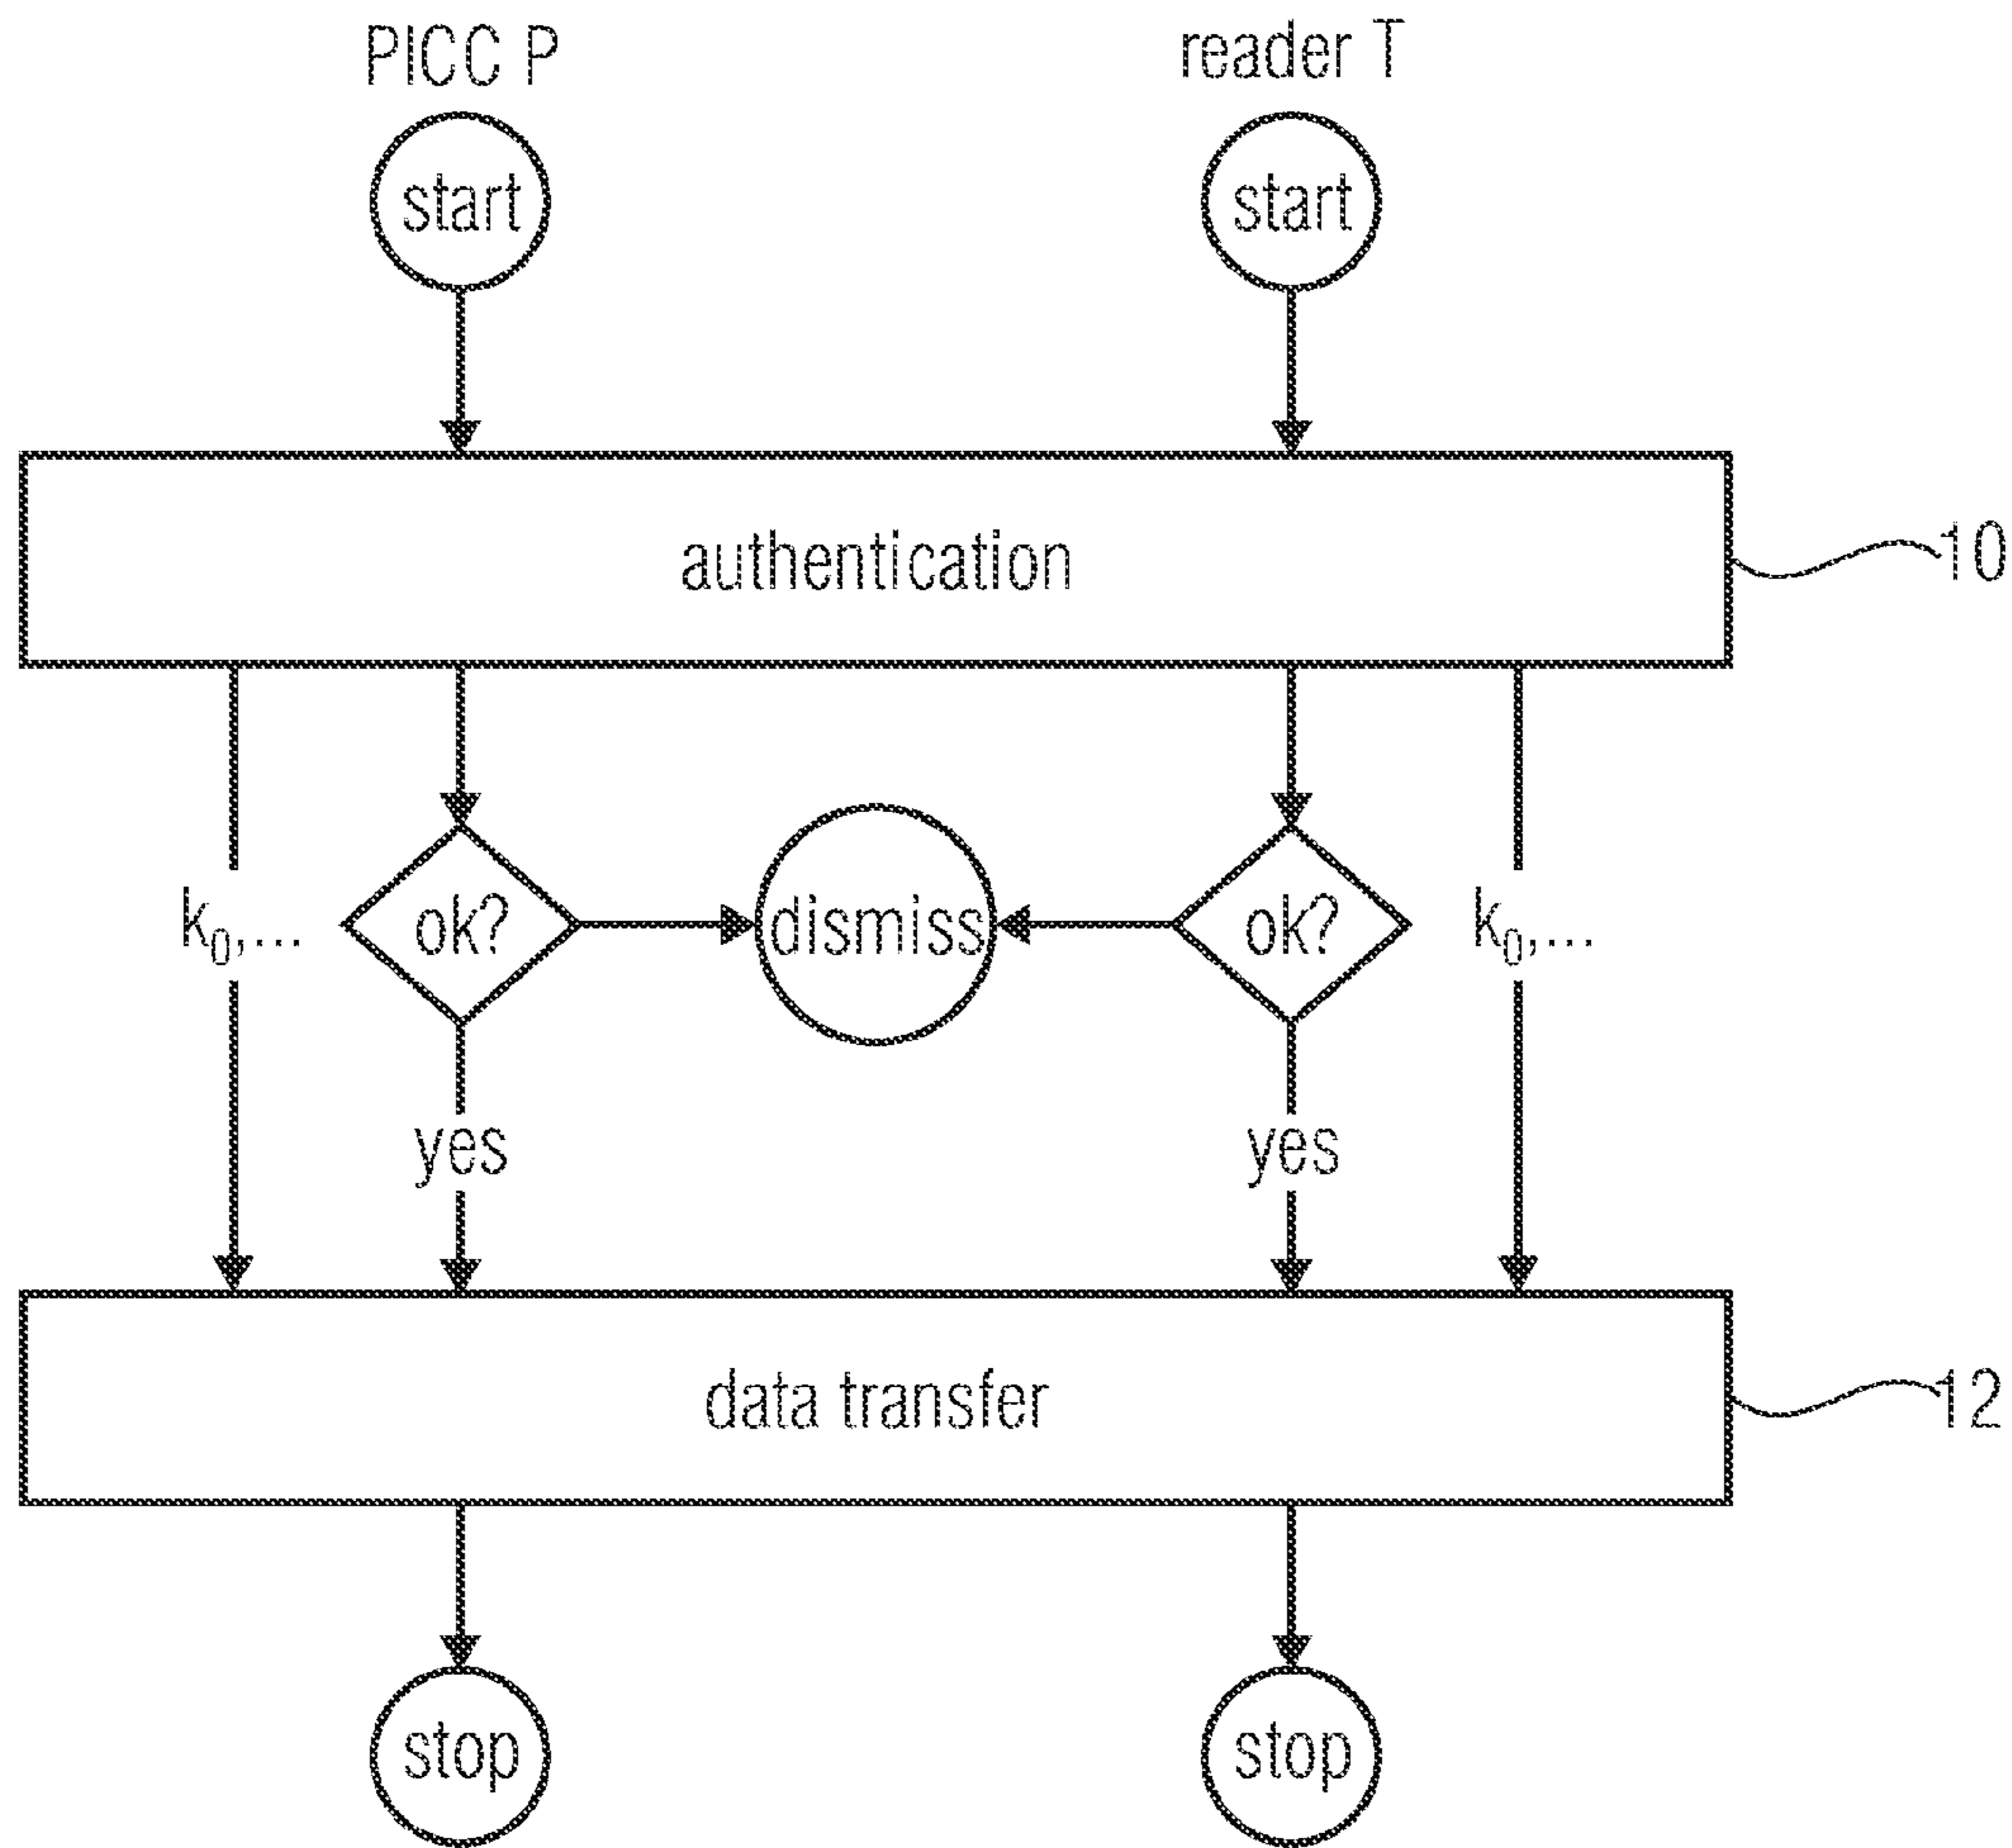 PICC P
reader T
start
start
authentication
10
k₀,...
ok?
dismiss
ok?
k₀,...
yes
yes
data transfer
12
stop
stop